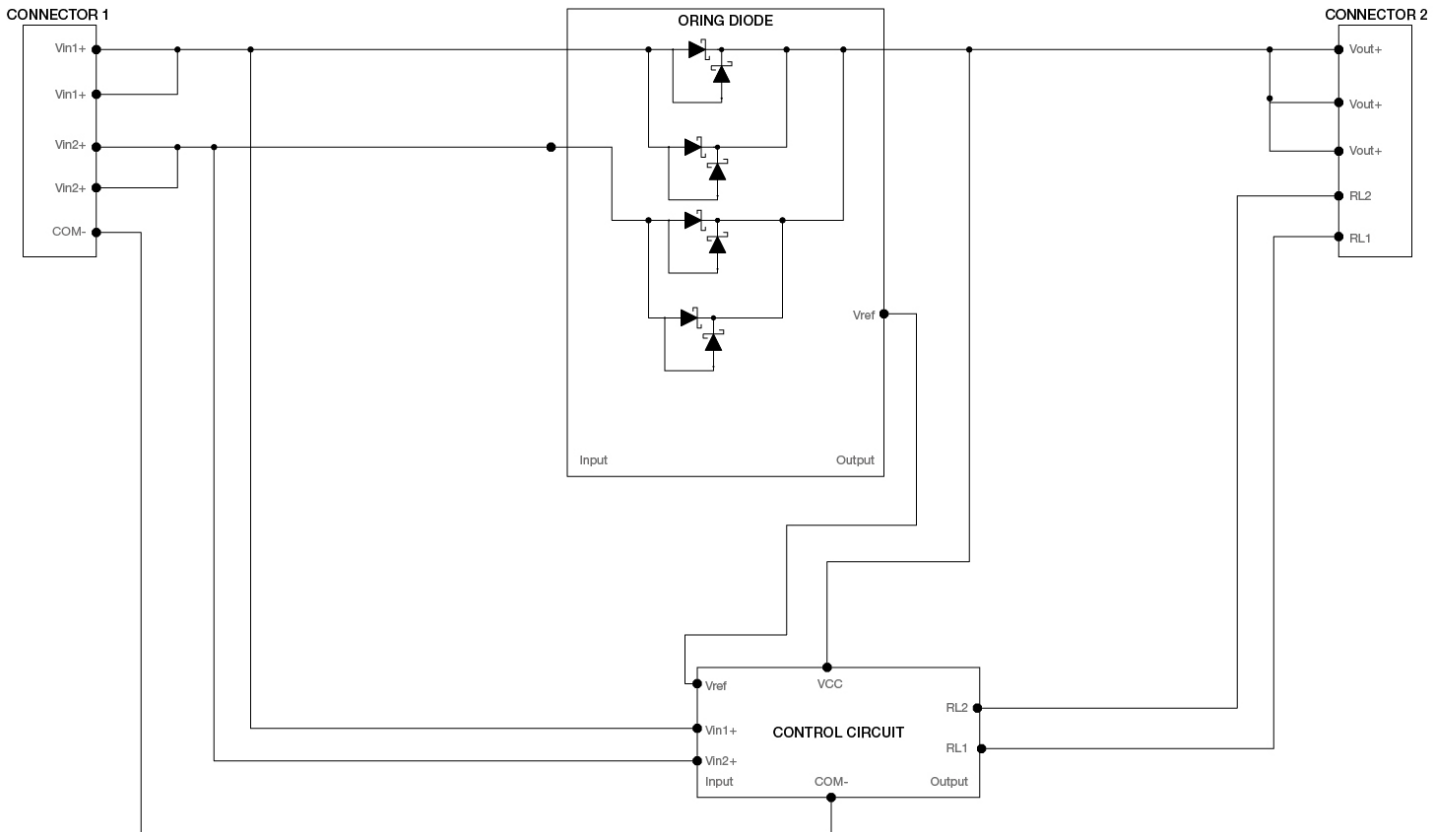 CONNECTOR 1
Vin1+
Vin1+
Vin2+
Vin2+
COM-
ORING DIODE
Vref
Input
Output
CONNECTOR 2
Vout+
Vout+
Vout+
RL2
RL1
Vref
VCC
RL2
Vin1+
CONTROL CIRCUIT
RL1
Vin2+
Input
COM-
Output